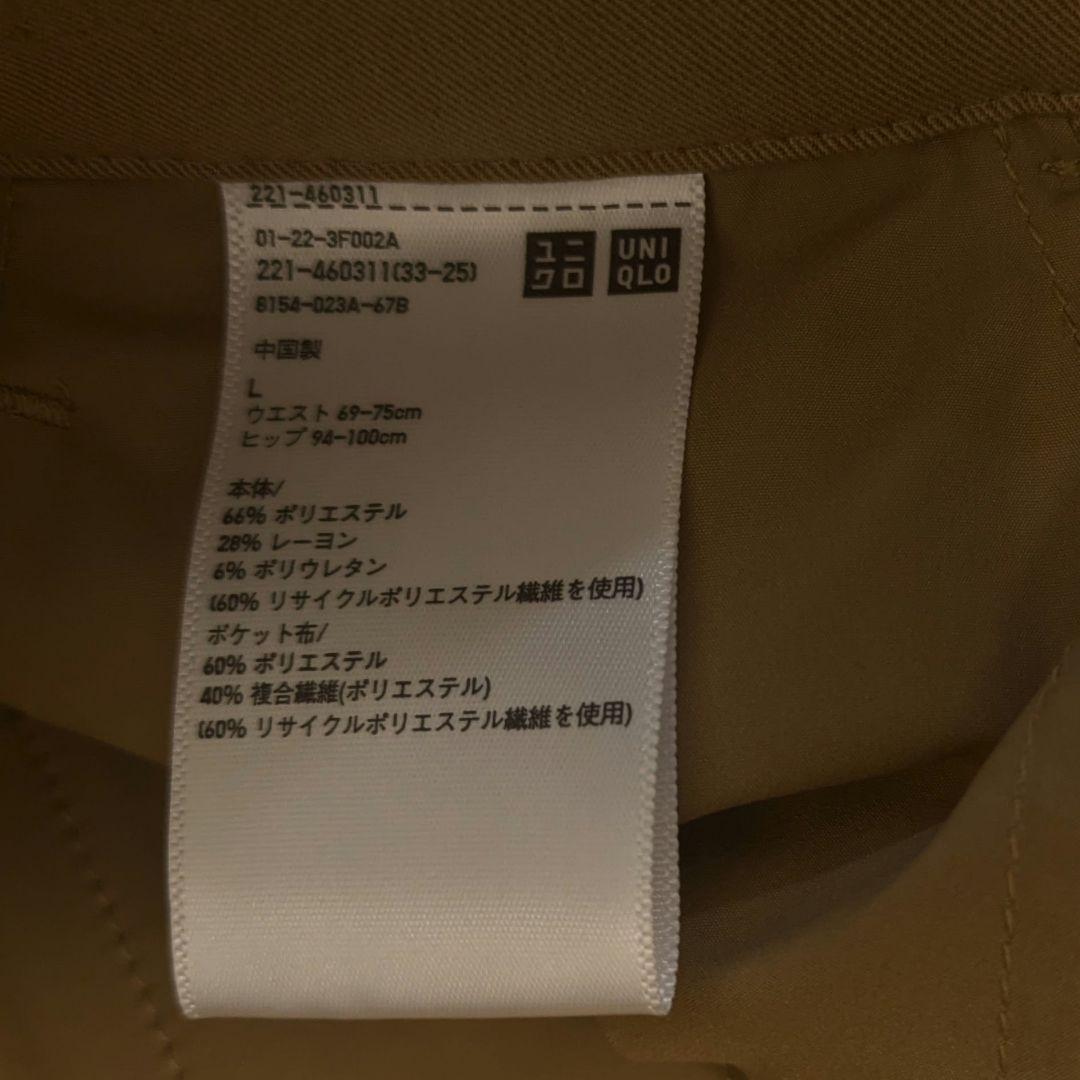 221-460311
01-22-3F002A
221-460311(33-25)
8154-023A-67B
ユニ
クロ
UNI
QLO
中国製
L
ウエスト 69-75cm
ヒップ 94-100cm
本体/
66% ポリエステル
28% レーヨン
6% ポリウレタン
(60% リサイクルポリエステル繊維を使用)
ポケット布/
60% ポリエステル
40% 複合繊維(ポリエステル)
(60% リサイクルポリエステル繊維を使用)